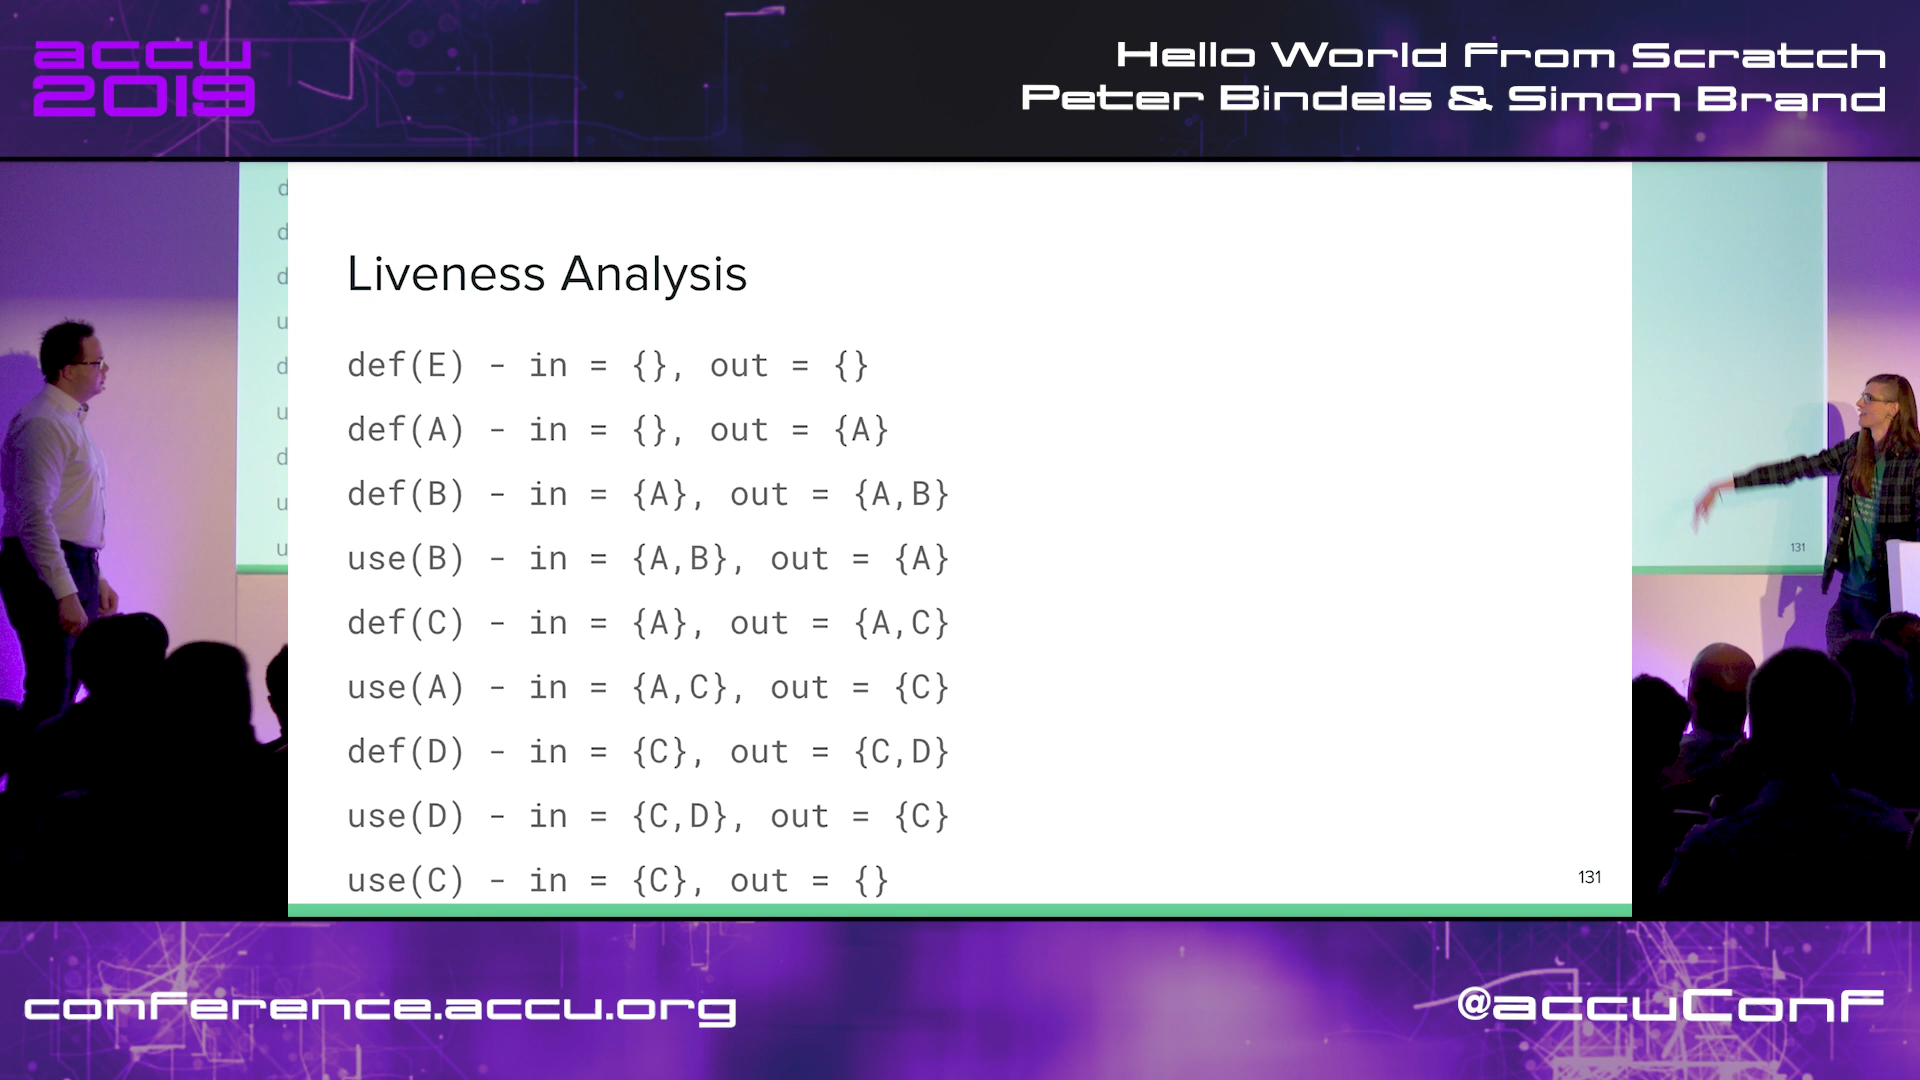 accu
2019
Hello World From Scratch
Peter Bindels & Simon Brand
Liveness Analysis
def(E) - in = {}, out = {}
def(A) - in = {}, out = {A}
def(B) - in = {A}, out = {A,B}
use(B) - in = {A,B}, out = {A}
def(C) - in = {A}, out = {A,C}
use(A) - in = {A,C}, out = {C}
def(D) - in = {C}, out = {C,D}
use(D) - in = {C,D}, out = {C}
use(C) - in = {C}, out = {}
131
d
d
d
u
d
u
d
u
u
131
conference.accu.org
@accuConf